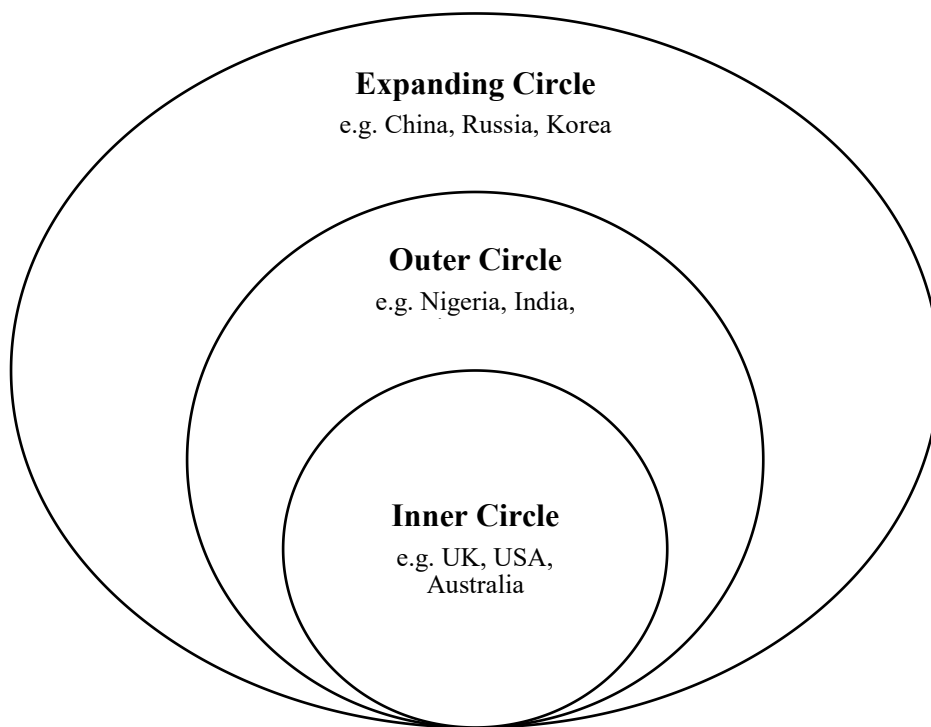 Expanding Circle
e.g. China, Russia, Korea
Outer Circle
e.g. Nigeria, India,
Inner Circle
e.g. UK, USA,
Australia